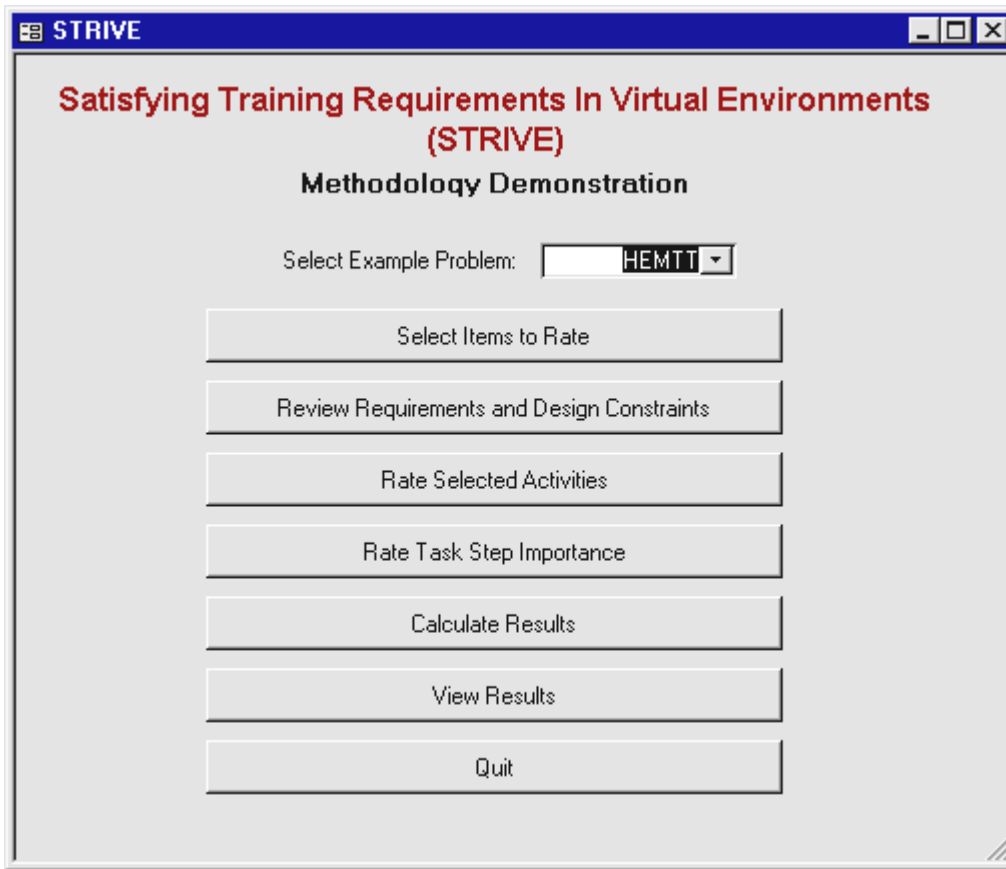 STRIVE
Satisfying Training Requirements In Virtual Environments
(STRIVE)
Methodology Demonstration
Select Example Problem: HEMTT
Select Items to Rate
Review Requirements and Design Constraints
Rate Selected Activities
Rate Task Step Importance
Calculate Results
View Results
Quit